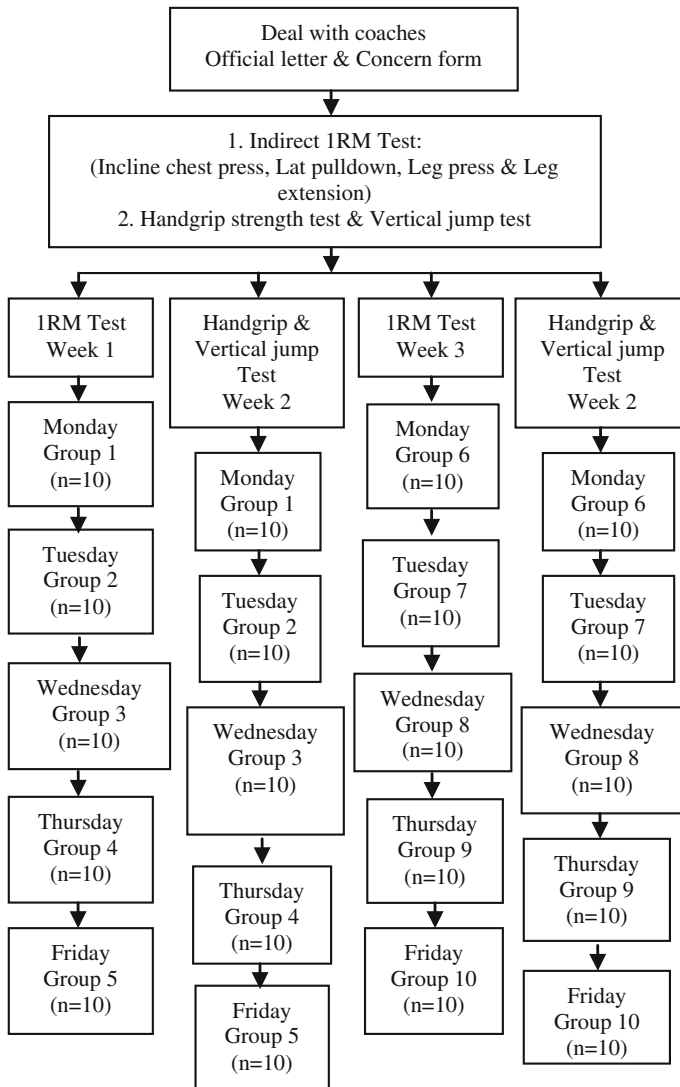 Deal with coaches
Official letter & Concern form
1. Indirect 1RM Test:
(Incline chest press, Lat pulldown, Leg press & Leg
extension)
2. Handgrip strength test & Vertical jump test
1RM Test
Week 1
Monday
Group 1
(n=10)
Tuesday
Group 2
(n=10)
Wednesday
Group 3
(n=10)
Thursday
Group 4
(n=10)
Friday
Group 5
(n=10)
Handgrip &
Vertical jump
Test
Week 2
Monday
Group 1
(n=10)
Tuesday
Group 2
(n=10)
Wednesday
Group 3
(n=10)
Thursday
Group 4
(n=10)
Friday
Group 5
(n=10)
1RM Test
Week 3
Monday
Group 6
(n=10)
Tuesday
Group 7
(n=10)
Wednesday
Group 8
(n=10)
Thursday
Group 9
(n=10)
Friday
Group 10
(n=10)
Handgrip &
Vertical jump
Test
Week 2
Monday
Group 6
(n=10)
Tuesday
Group 7
(n=10)
Wednesday
Group 8
(n=10)
Thursday
Group 9
(n=10)
Friday
Group 10
(n=10)